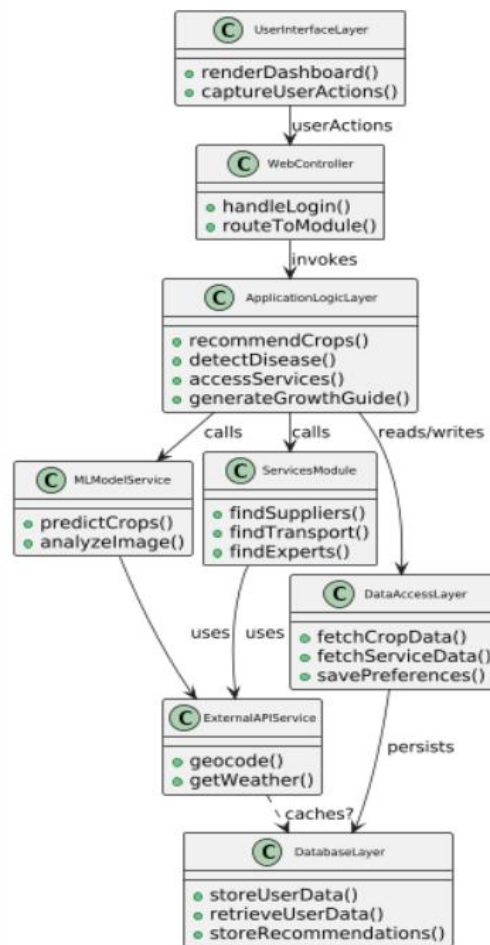 C UserInterfaceLayer
renderDashboard()
captureUserActions()
userActions
C WebController
handleLogin()
routeToModule()
invokes
C ApplicationLogicLayer
recommendCrops()
detectDisease()
accessServices()
generateGrowthGuide()
calls
calls
reads/writes
C MLModelService
predictCrops()
analyzeImage()
C ServicesModule
findSuppliers()
findTransport()
findExperts()
C DataAccessLayer
fetchCropData()
fetchServiceData()
savePreferences()
uses
uses
C ExternalAPIService
geocode()
getWeather()
persists
caches?
C DatabaseLayer
storeUserData()
retrieveUserData()
storeRecommendations()